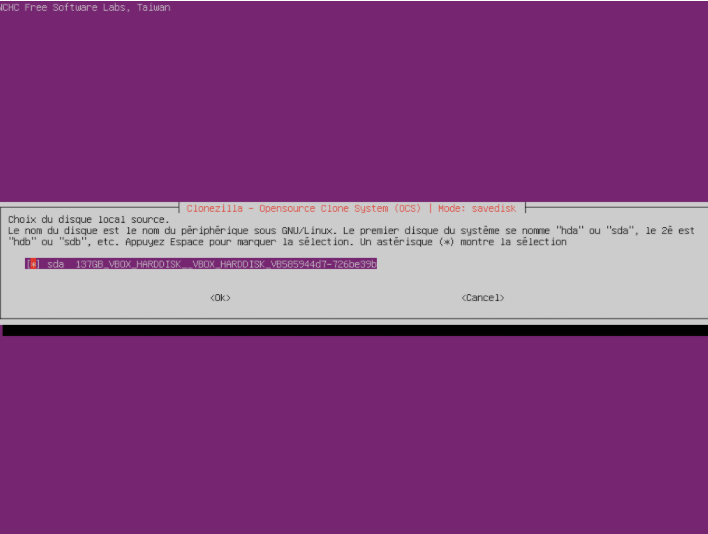 NCHC Free Software Labs, Taiwan
Clonezilla - Opensource Clone System (OCS) | Mode: savedisk
Choix du disque local source.
Le nom du disque est le nom du périphérique sous GNU/Linux. Le premier disque du système se nomme "hda" ou "sda", le 2è est
"hdb" ou "sdb", etc. Appuyez Espace pour marquer la sélection. Un astérisque (*) montre la sélection
[*] sda 137GB_VBOX_HARDDISK__VBOX_HARDDISK_VB585944d7-726be39b
<Ok> <Cancel>